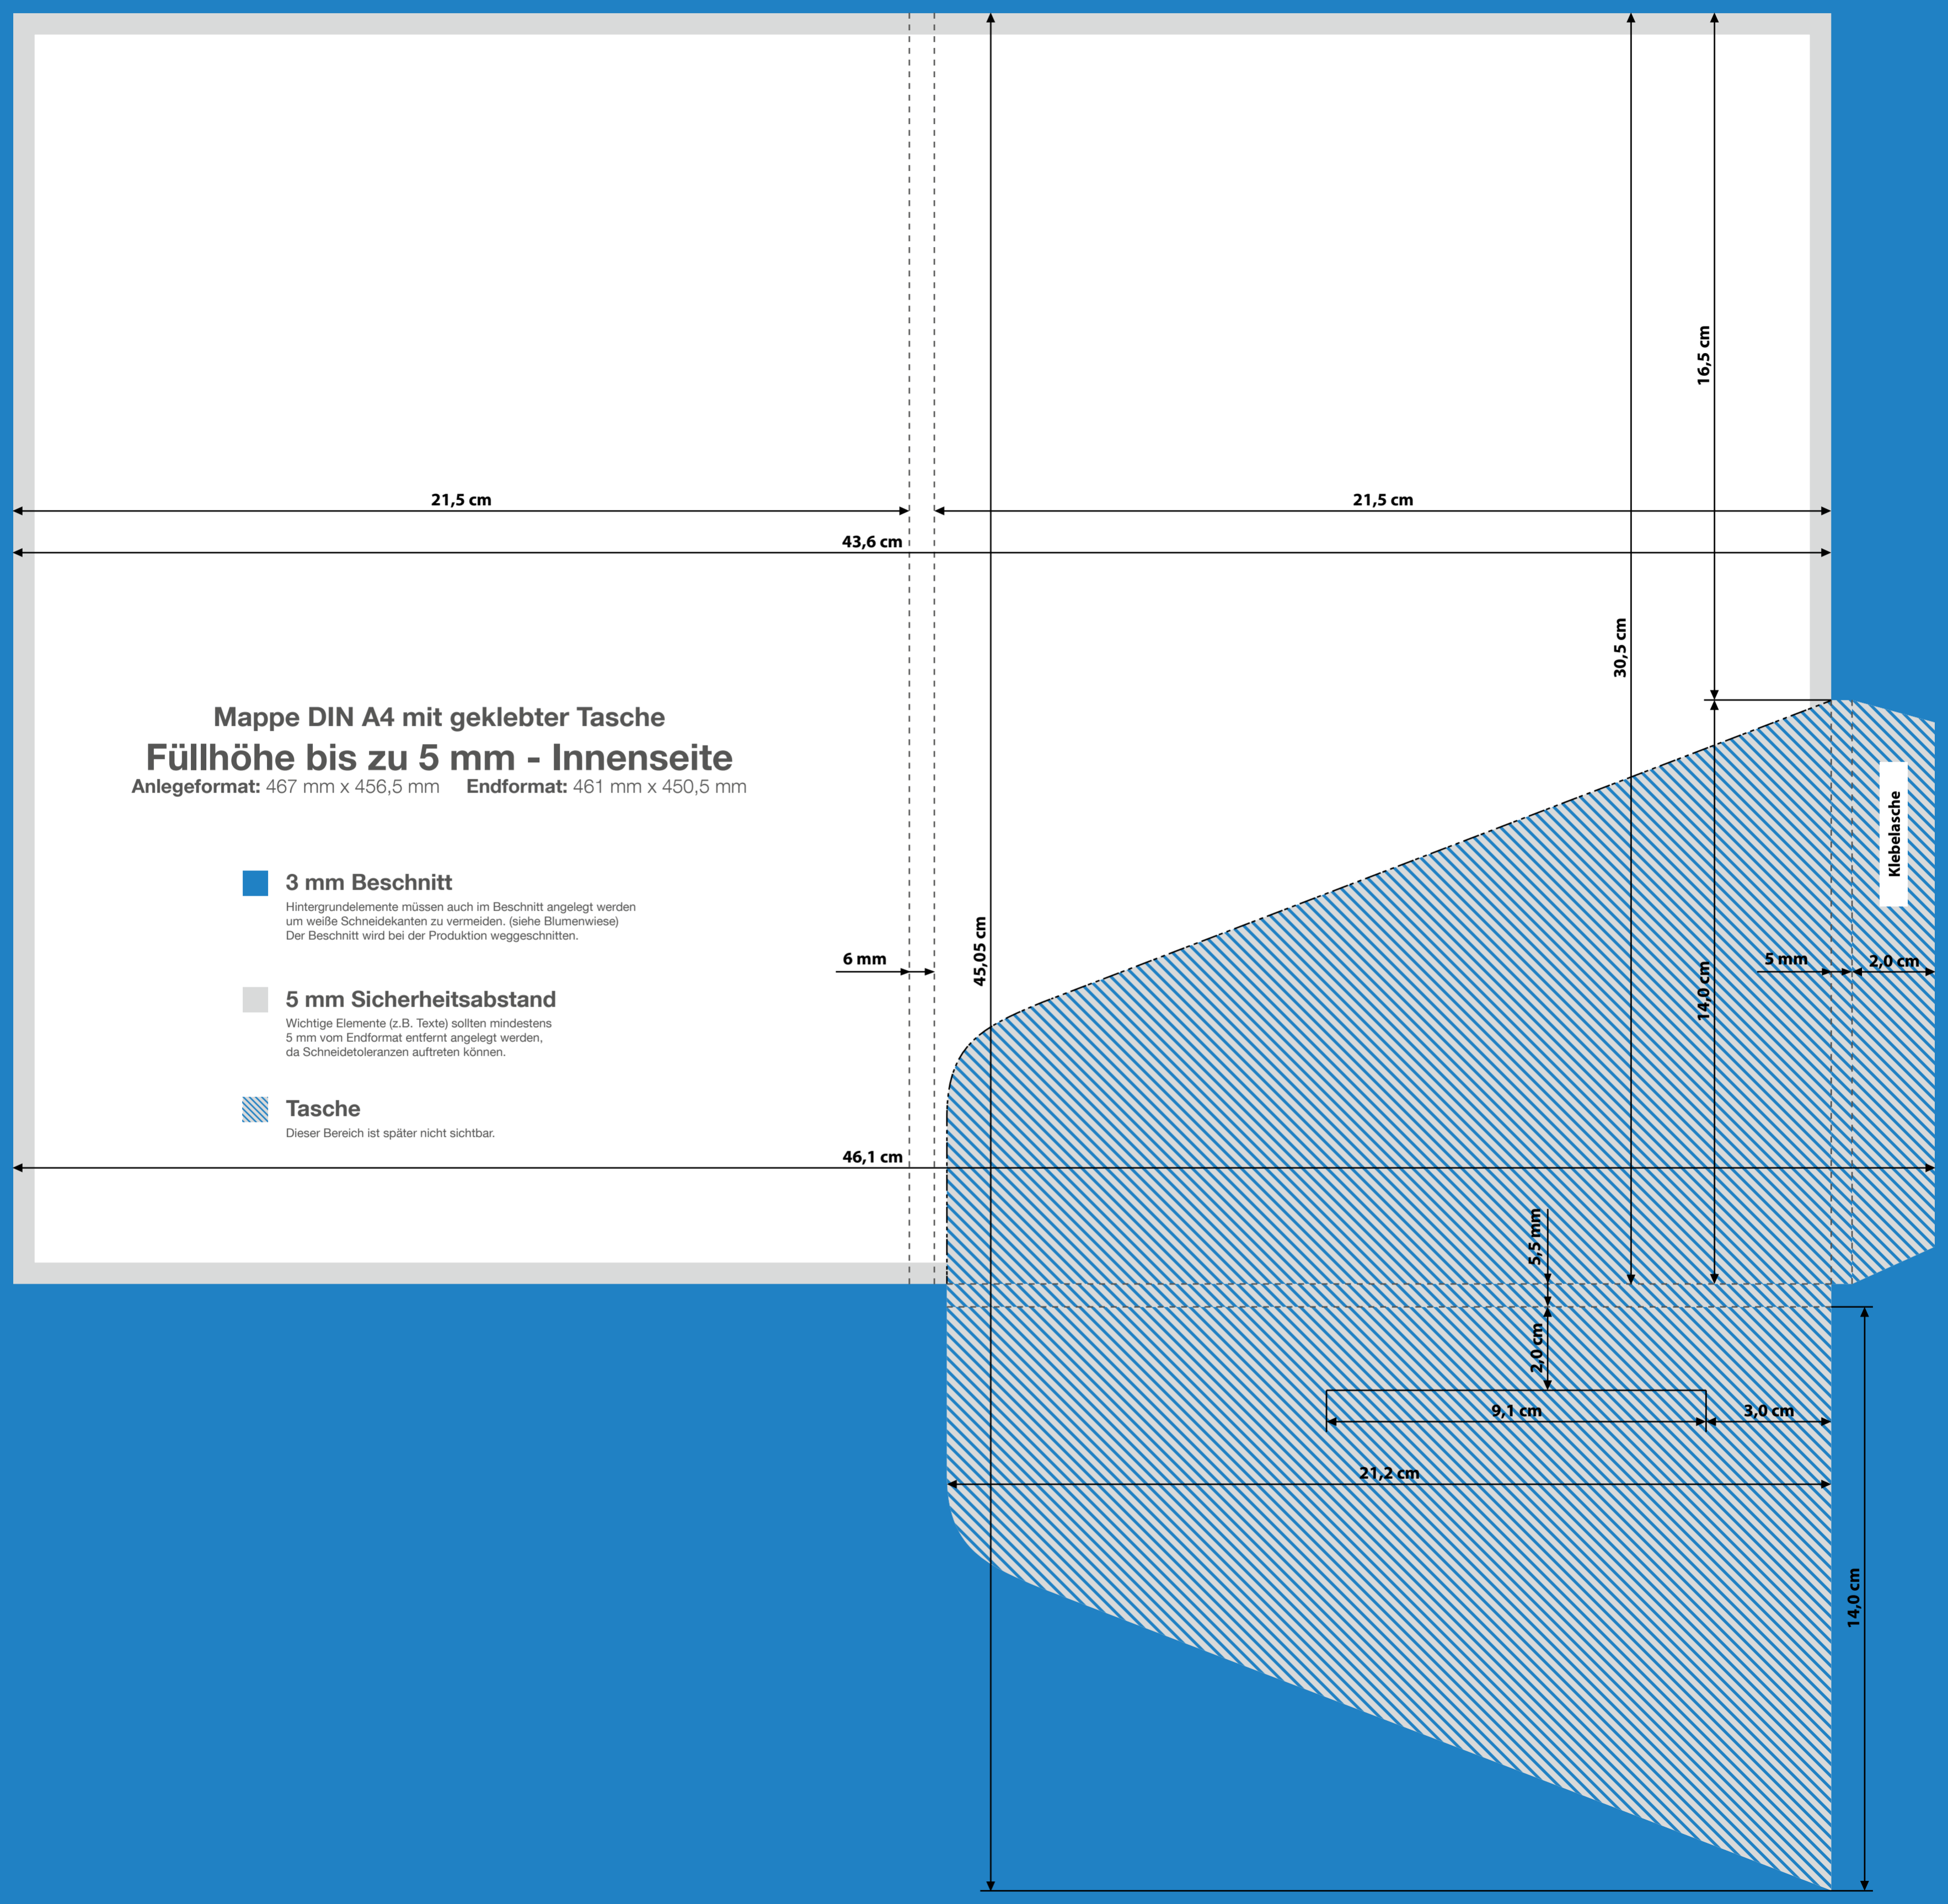 16,5 cm
21,5 cm
21,5 cm
43,6 cm
30,5 cm
Mappe DIN A4 mit geklebter Tasche
Füllhöhe bis zu 5 mm - Innenseite
Anlegeformat: 467 mm x 456,5 mm Endformat: 461 mm x 450,5 mm
Klebelasche
3 mm Beschnitt
Hintergrundelemente müssen auch im Beschnitt angelegt werden
um weiße Schneidekanten zu vermeiden. (siehe Blumenwiese)
Der Beschnitt wird bei der Produktion weggeschnitten.
6 mm
45,05 cm
14,0 cm
5 mm
2,0 cm
5 mm Sicherheitsabstand
Wichtige Elemente (z.B. Texte) sollten mindestens
5 mm vom Endformat entfernt angelegt werden,
da Schneidetoleranzen auftreten können.
Tasche
Dieser Bereich ist später nicht sichtbar.
46,1 cm
5,5 mm
2,0 cm
9,1 cm
3,0 cm
21,2 cm
14,0 cm